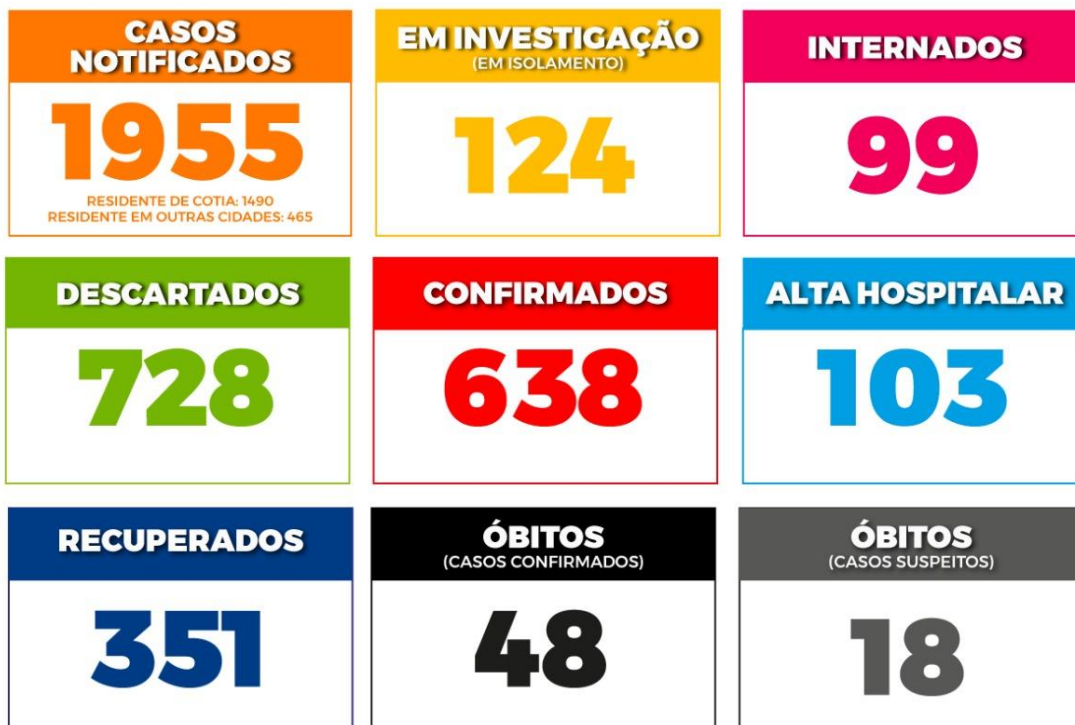 CASOS
NOTIFICADOS
1955
RESIDENTE DE COTIA: 1490
RESIDENTE EM OUTRAS CIDADES: 465
EM INVESTIGAÇÃO
(EM ISOLAMENTO)
124
INTERNADOS
99
DESCARTADOS
728
CONFIRMADOS
638
ALTA HOSPITALAR
103
RECUPERADOS
351
ÓBITOS
(CASOS CONFIRMADOS)
48
ÓBITOS
(CASOS SUSPEITOS)
18